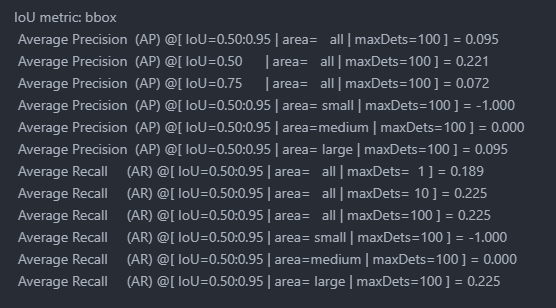 IoU metric: bbox
Average Precision (AP) @[ IoU=0.50:0.95 | area= all | maxDets=100 ] = 0.095
Average Precision (AP) @[ IoU=0.50 | area= all | maxDets=100 ] = 0.221
Average Precision (AP) @[ IoU=0.75 | area= all | maxDets=100 ] = 0.072
Average Precision (AP) @[ IoU=0.50:0.95 | area= small | maxDets=100 ] = -1.000
Average Precision (AP) @[ IoU=0.50:0.95 | area=medium | maxDets=100 ] = 0.000
Average Precision (AP) @[ IoU=0.50:0.95 | area= large | maxDets=100 ] = 0.095
Average Recall (AR) @[ IoU=0.50:0.95 | area= all | maxDets= 1 ] = 0.189
Average Recall (AR) @[ IoU=0.50:0.95 | area= all | maxDets= 10 ] = 0.225
Average Recall (AR) @[ IoU=0.50:0.95 | area= all | maxDets=100 ] = 0.225
Average Recall (AR) @[ IoU=0.50:0.95 | area= small | maxDets=100 ] = -1.000
Average Recall (AR) @[ IoU=0.50:0.95 | area=medium | maxDets=100 ] = 0.000
Average Recall (AR) @[ IoU=0.50:0.95 | area= large | maxDets=100 ] = 0.225